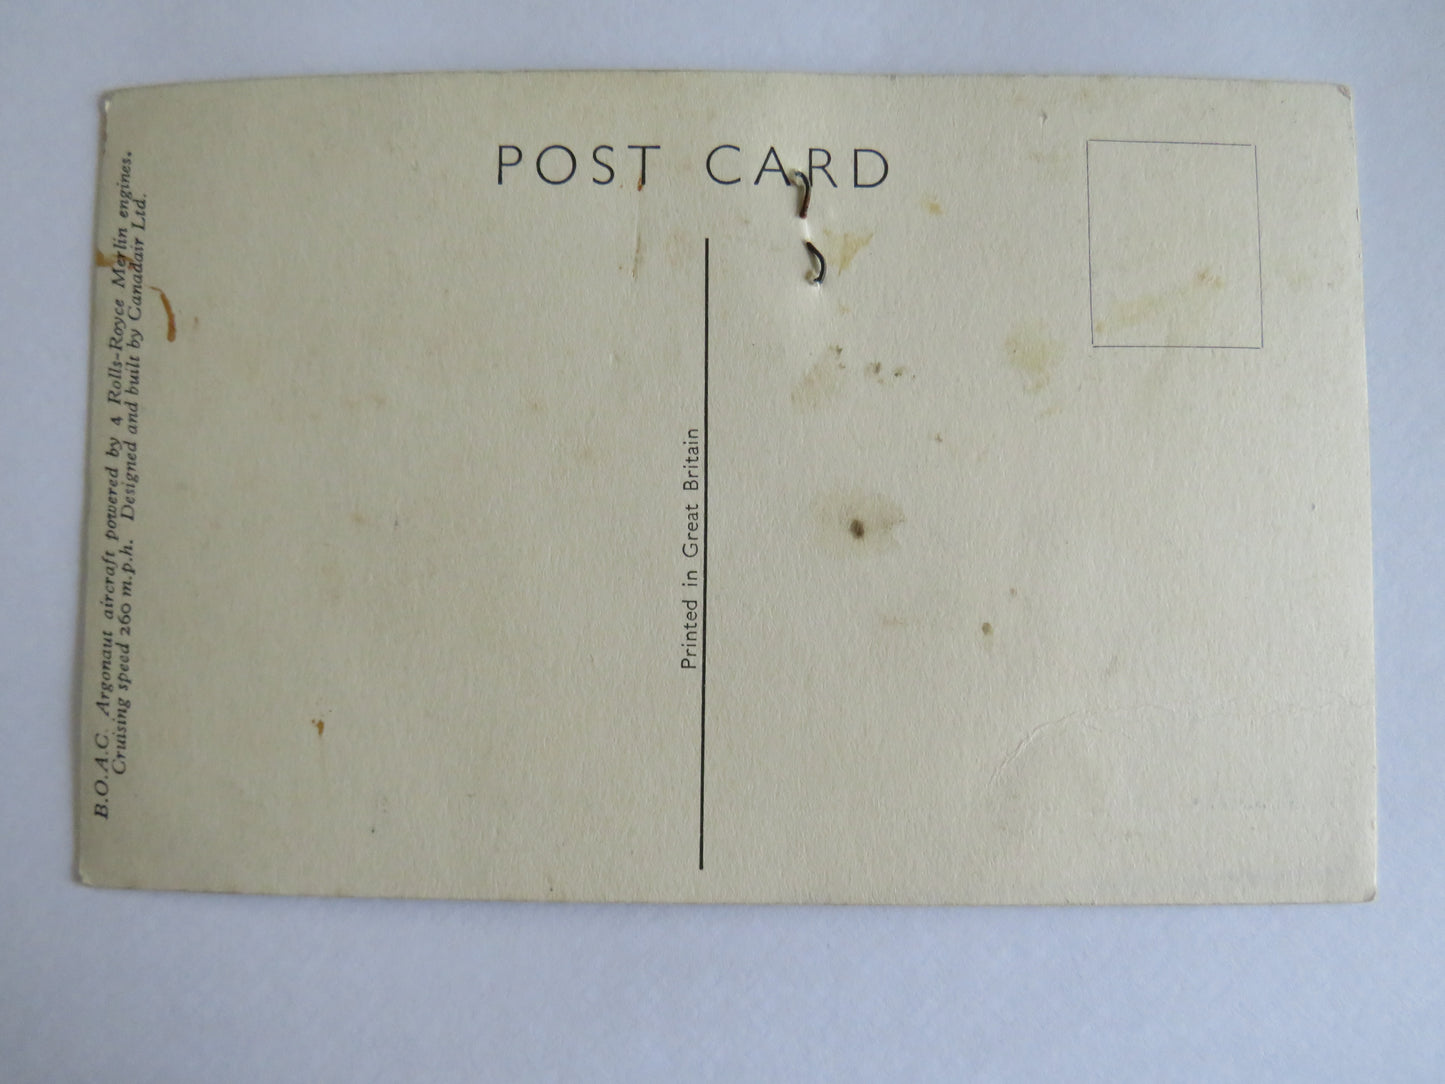 POST CARD
B.O.A.C. Argonaut aircraft powered by 4 Rolls-Royce Merlin engines.
Cruising speed 260 m.p.h. Designed and built by Canadair Ltd.
Printed in Great Britain